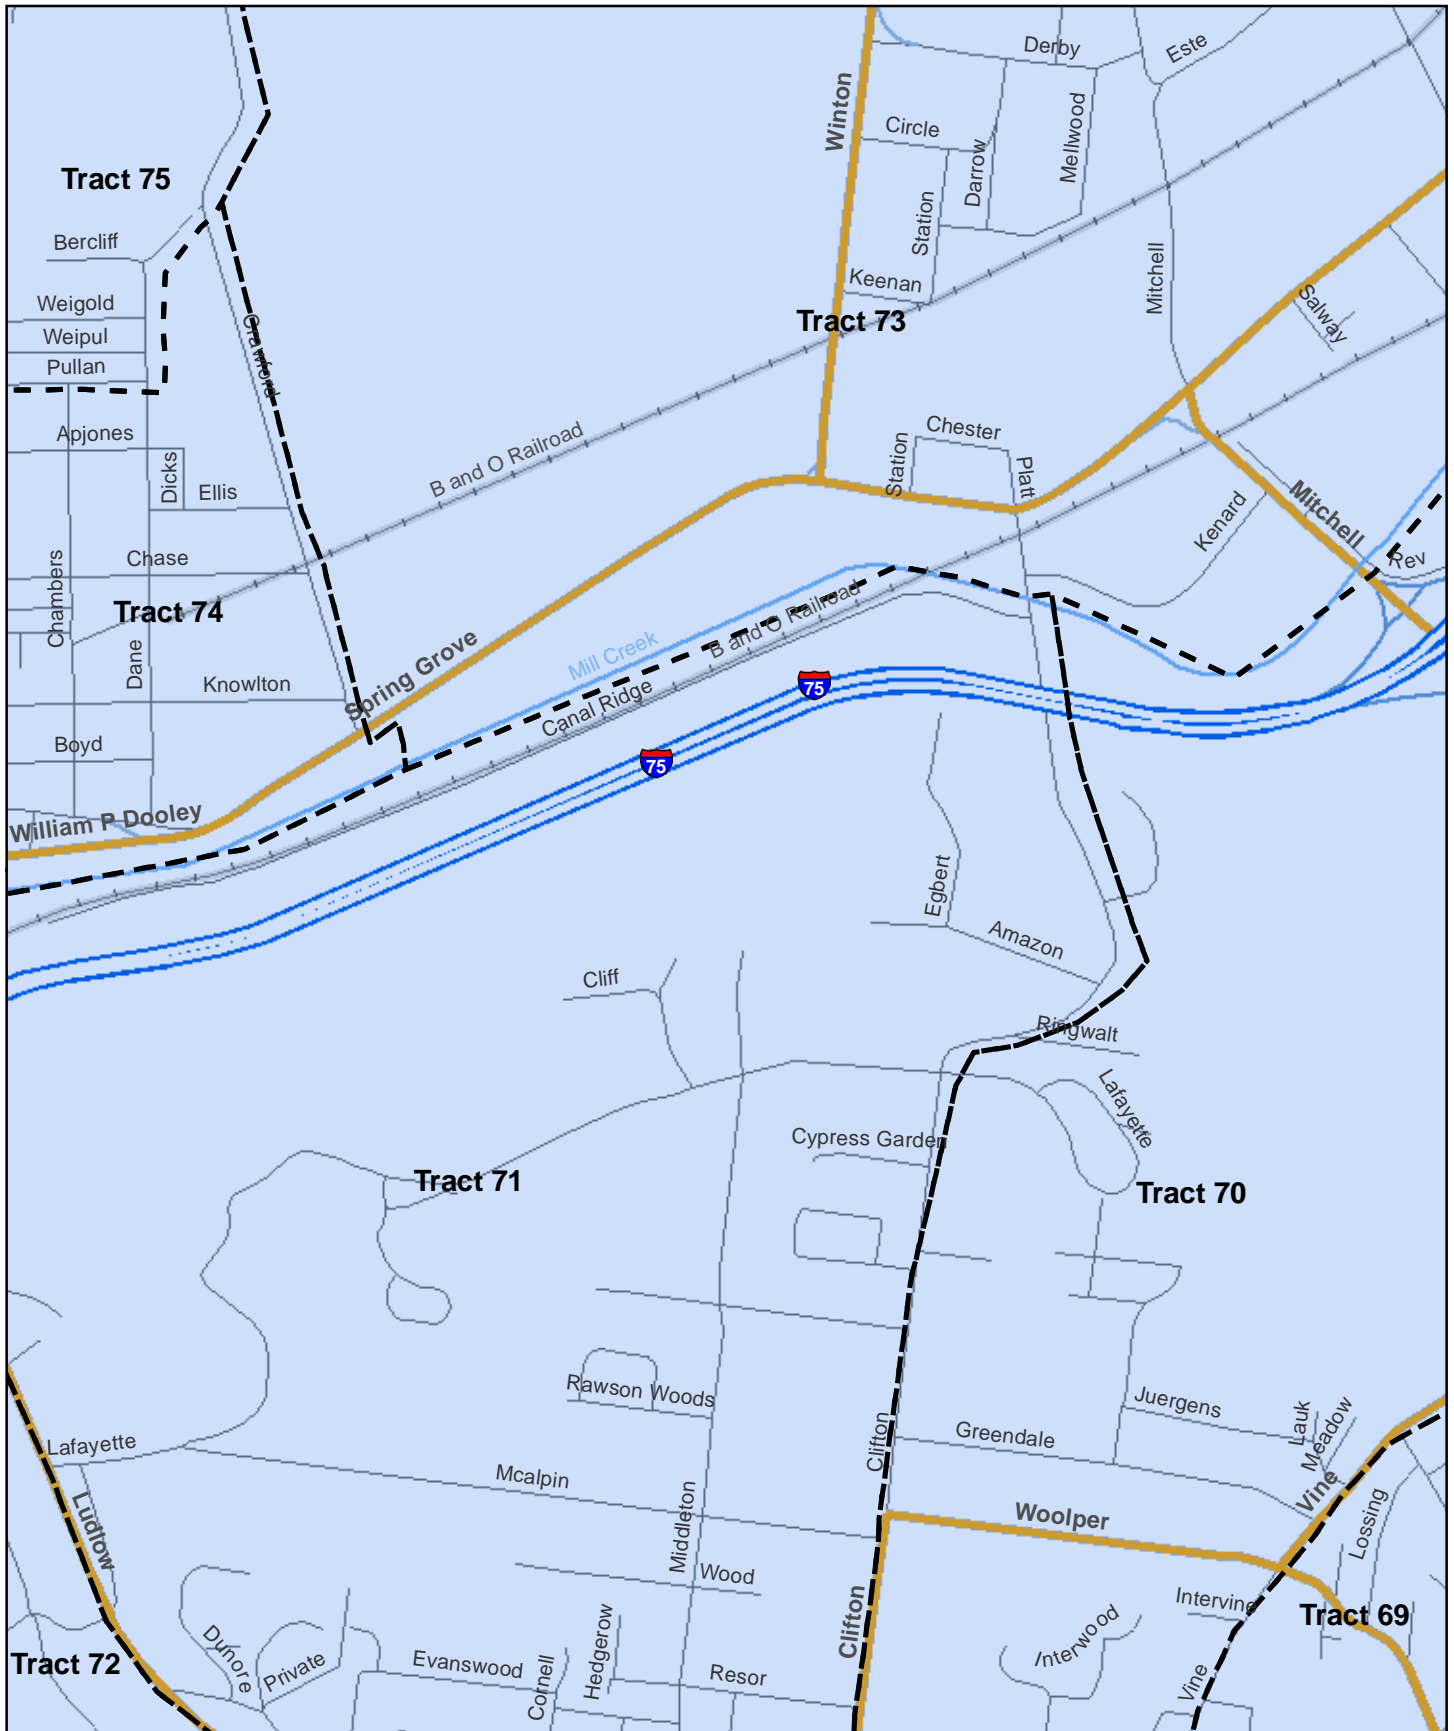 Derby
Este
Winton
Circle
Mellwood
Darrow
Station
Tract 75
Bercliff
Mitchell
Keenan
Weigold
Tract 73
Salway
Weipul
Pullan
Crawford
Apjones
Chester
B and O Railroad
Station
Platt
Dicks
Ellis
Mitchell
Kenard
Chase
Rev
Chambers
Tract 74
B and O Railroad
Mill Creek
Dane
Spring Grove
Knowlton
75
Canal Ridge
Boyd
75
William P Dooley
Egbert
Amazon
Cliff
Ringwalt
Lafayette
Cypress Garden
Tract 71
Tract 70
Rawson Woods
Juergens
Lauk
Meadow
Clifton
Greendale
Lafayette
Mcalpin
Vine
Ludlow
Middleton
Woolper
Lossing
Wood
Intervine
Tract 69
Clifton
Hedgerow
Interwood
Dunore
Private
Tract 72
Evanswood
Cornell
Resor
Vine